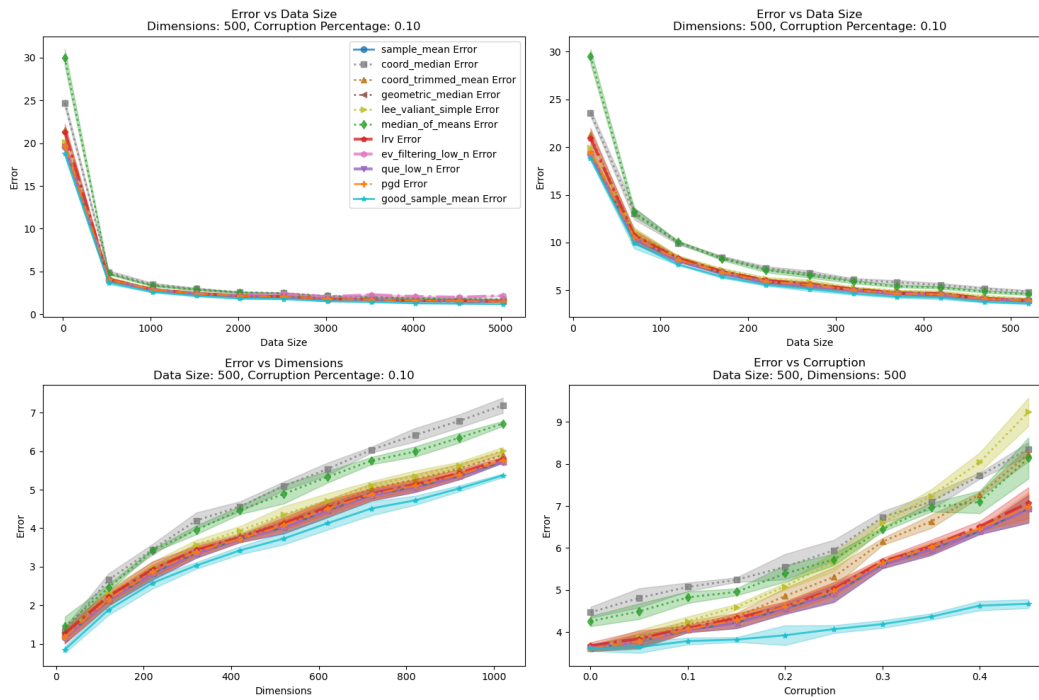 Error vs Data Size
Dimensions: 500, Corruption Percentage: 0.10
30
25
20
15
10
5
0
Error
sample_mean Error
coord_median Error
coord_trimmed_mean Error
geometric_median Error
lee_valiant_simple Error
median_of_means Error
lrv Error
ev_filtering_low_n Error
que_low_n Error
pgd Error
good_sample_mean Error
0 1000 2000 3000 4000 5000
Data Size
Error vs Data Size
Dimensions: 500, Corruption Percentage: 0.10
30
25
20
15
10
5
Error
0 100 200 300 400 500
Data Size
Error vs Dimensions
Data Size: 500, Corruption Percentage: 0.10
7
6
5
4
3
2
1
Error
0 200 400 600 800 1000
Dimensions
Error vs Corruption
Data Size: 500, Dimensions: 500
9
8
7
6
5
4
Error
0.0 0.1 0.2 0.3 0.4
Corruption